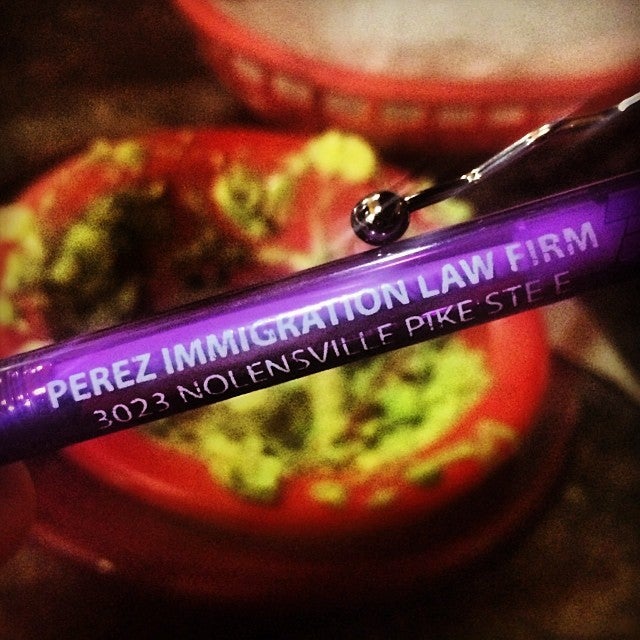 PEREZ IMMIGRATION LAW FIRM
3023 NOLENSVILLE PIKE STE E